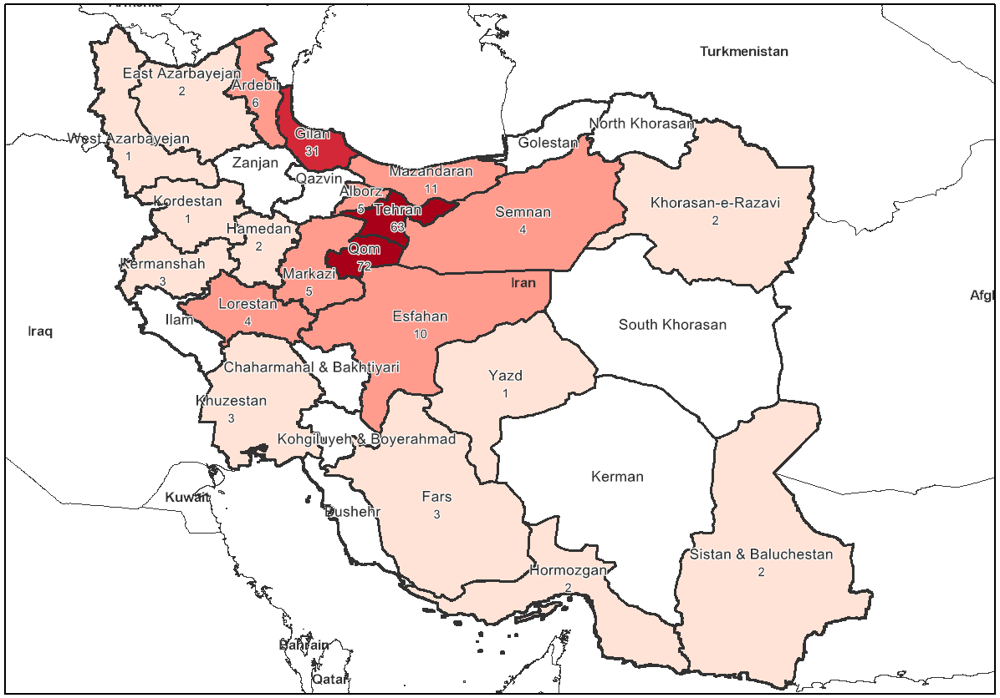 Armenia
Turkmenistan
East Azarbayejan
2
Ardebil
6
West Azarbayejan
1
Gilan
31
North Khorasan
Golestan
Zanjan
Qazvin
Mazandaran
11
Alborz
5
Tehran
63
Kordestan
1
Semnan
4
Khorasan-e-Razavi
2
Hamedan
2
Qom
72
Kermanshah
3
Markazi
5
Iran
Lorestan
4
Ilam
Esfahan
10
South Khorasan
Afgh
Iraq
Chaharmahal & Bakhtiyari
Yazd
1
Khuzestan
3
Kohgiluyeh & Boyerahmad
Kerman
Kuwait
Fars
3
Bushehr
Sistan & Baluchestan
2
Hormozgan
2
Bahrain
Qatar